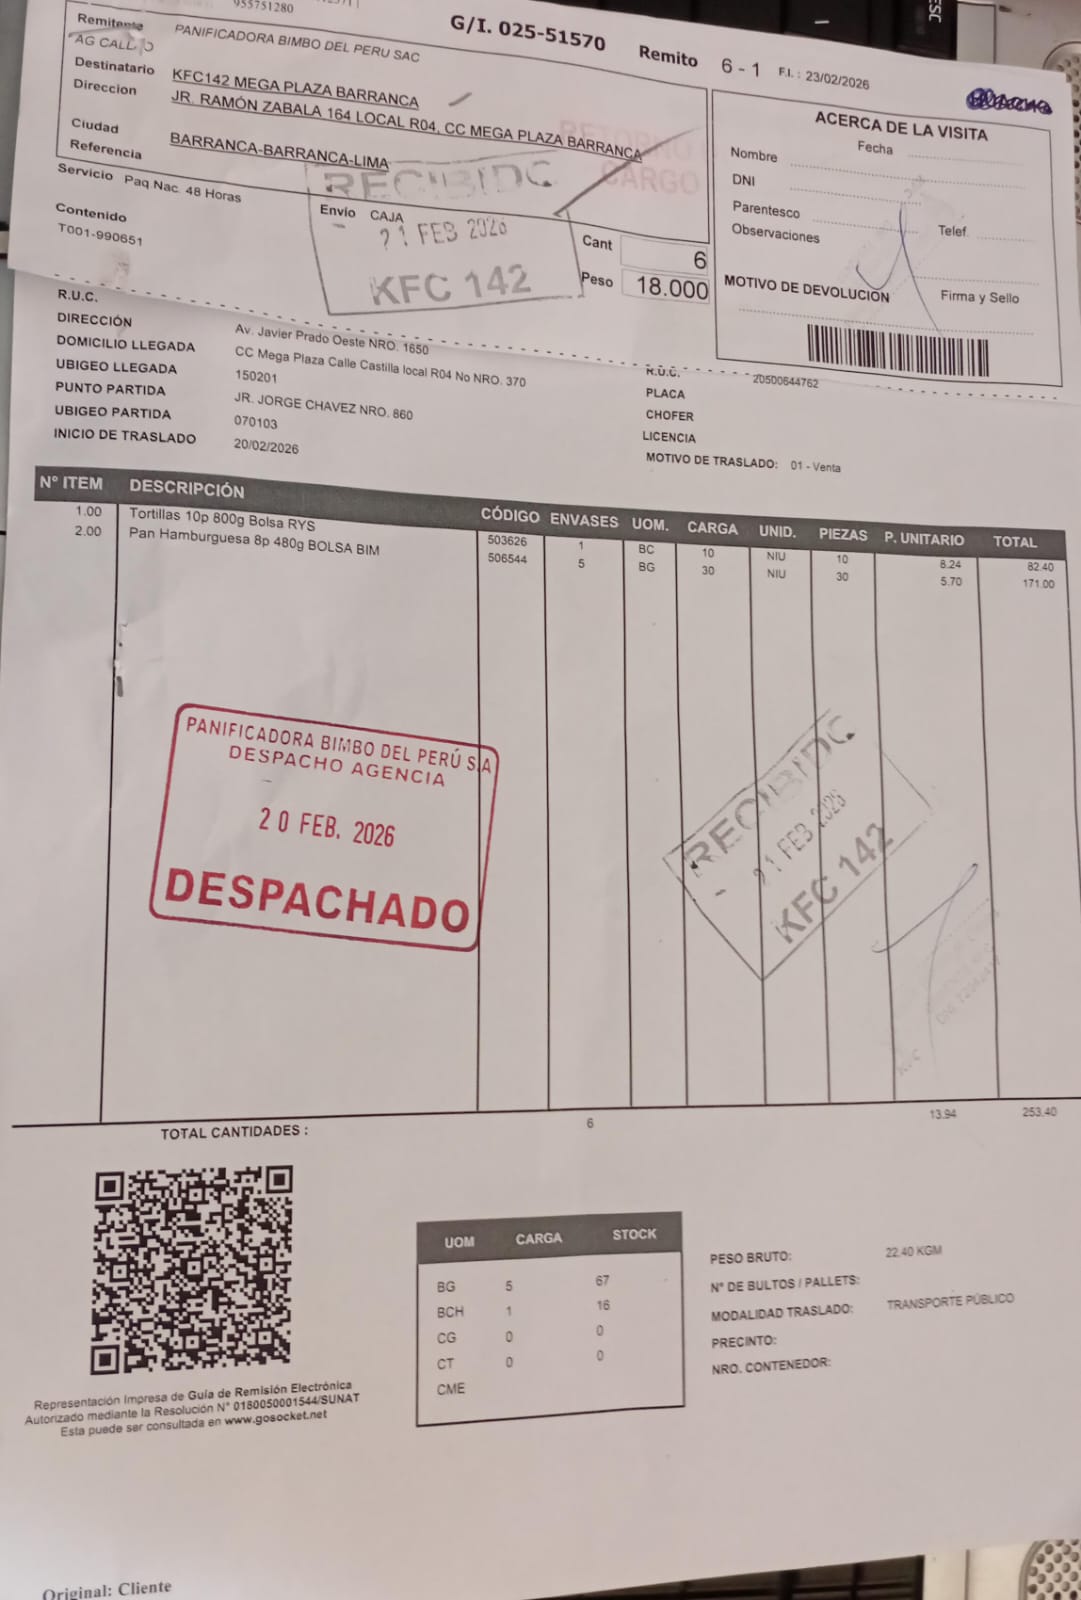 955751280
G/I. 025-51570 Remito 6 - 1 F.I. : 23/02/2026
Remitente PANIFICADORA BIMBO DEL PERU SAC
AG CALLAO
Destinatario KFC142 MEGA PLAZA BARRANCA
Direccion JR. RAMÓN ZABALA 164 LOCAL R04, CC MEGA PLAZA BARRANCA
Ciudad BARRANCA-BARRANCA-LIMA
Referencia
RETORNO
CARGO
Servicio Paq Nac. 48 Horas
Envío CAJA
Contenido
T001-990651
Cant 6
Peso 18.000
RECIBIDO
21 FEB 2026
KFC 142
ACERCA DE LA VISITA
Fecha
Nombre
DNI
Parentesco
Telef.
Observaciones
MOTIVO DE DEVOLUCIÓN
Firma y Sello
R.U.C.
DIRECCIÓN Av. Javier Prado Oeste NRO. 1650
DOMICILIO LLEGADA CC Mega Plaza Calle Castilla local R04 No NRO. 370
UBIGEO LLEGADA 150201
PUNTO PARTIDA JR. JORGE CHAVEZ NRO. 860
UBIGEO PARTIDA 070103
INICIO DE TRASLADO 20/02/2026
R.U.C. 20500644762
PLACA
CHOFER
LICENCIA
MOTIVO DE TRASLADO: 01 - Venta
N° ITEM DESCRIPCIÓN CÓDIGO ENVASES UOM. CARGA UNID. PIEZAS P. UNITARIO TOTAL
1.00 Tortillas 10p 800g Bolsa RYS 503626 1 BC 10 NIU 10 8.24 82.40
2.00 Pan Hamburguesa 8p 480g BOLSA BIM 506544 5 BG 30 NIU 30 5.70 171.00
PANIFICADORA BIMBO DEL PERÚ S.A
DESPACHO AGENCIA
20 FEB. 2026
DESPACHADO
RECIBIDO
21 FEB 2026
KFC 142
TOTAL CANTIDADES : 6 13.94 253.40
UOM CARGA STOCK
BG 5 67
BCH 1 16
CG 0 0
CT 0 0
CME
PESO BRUTO: 22.40 KGM
N° DE BULTOS / PALLETS:
MODALIDAD TRASLADO: TRANSPORTE PÚBLICO
PRECINTO:
NRO. CONTENEDOR:
Representación Impresa de Guía de Remisión Electrónica
Autorizado mediante la Resolución N° 0180050001544/SUNAT
Esta puede ser consultada en www.gosocket.net
Original: Cliente